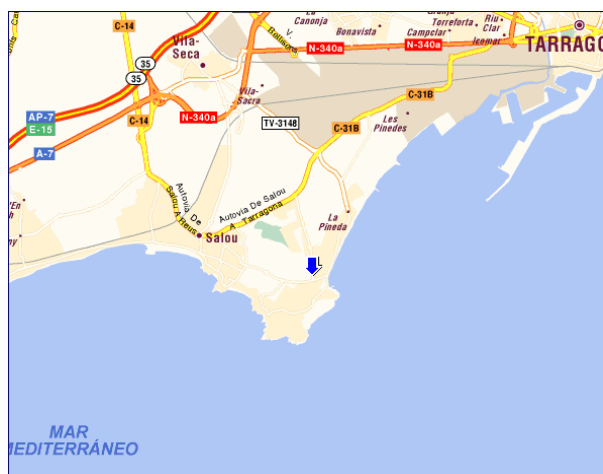 La
Canonja
C-14
Bonavista
Torreforta
Campclar
Riu
Clar
Icomar
TARRAGO
Vila-
Seca
V.
N-340a
N-340a
35
35
Vila-
Sacra
C-31B
AP-7
E-15
A-7
C-14
N-340a
TV-3148
C-31B
Les
Pinedes
Autovia De
Salou A Reus
Autovia De Salou
A Tarragona
La
Pineda
Salou
L
MAR
MEDITERRÁNEO